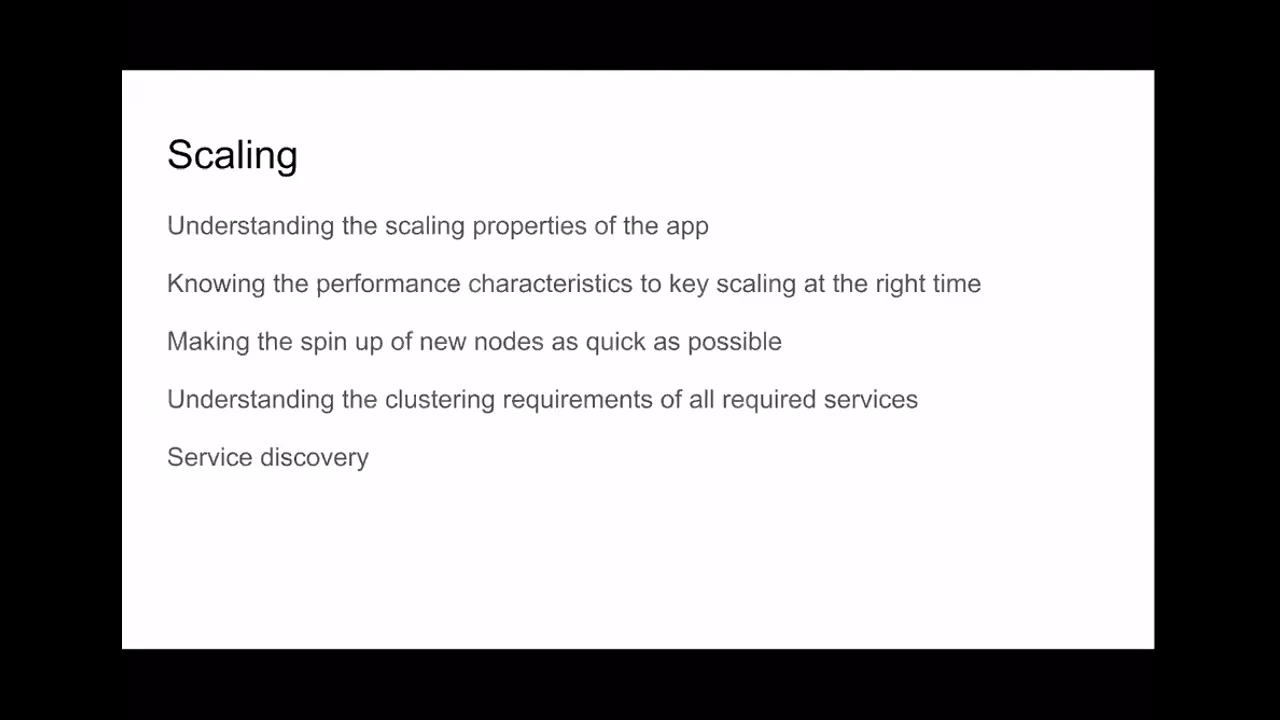 Scaling
Understanding the scaling properties of the app
Knowing the performance characteristics to key scaling at the right time
Making the spin up of new nodes as quick as possible
Understanding the clustering requirements of all required services
Service discovery